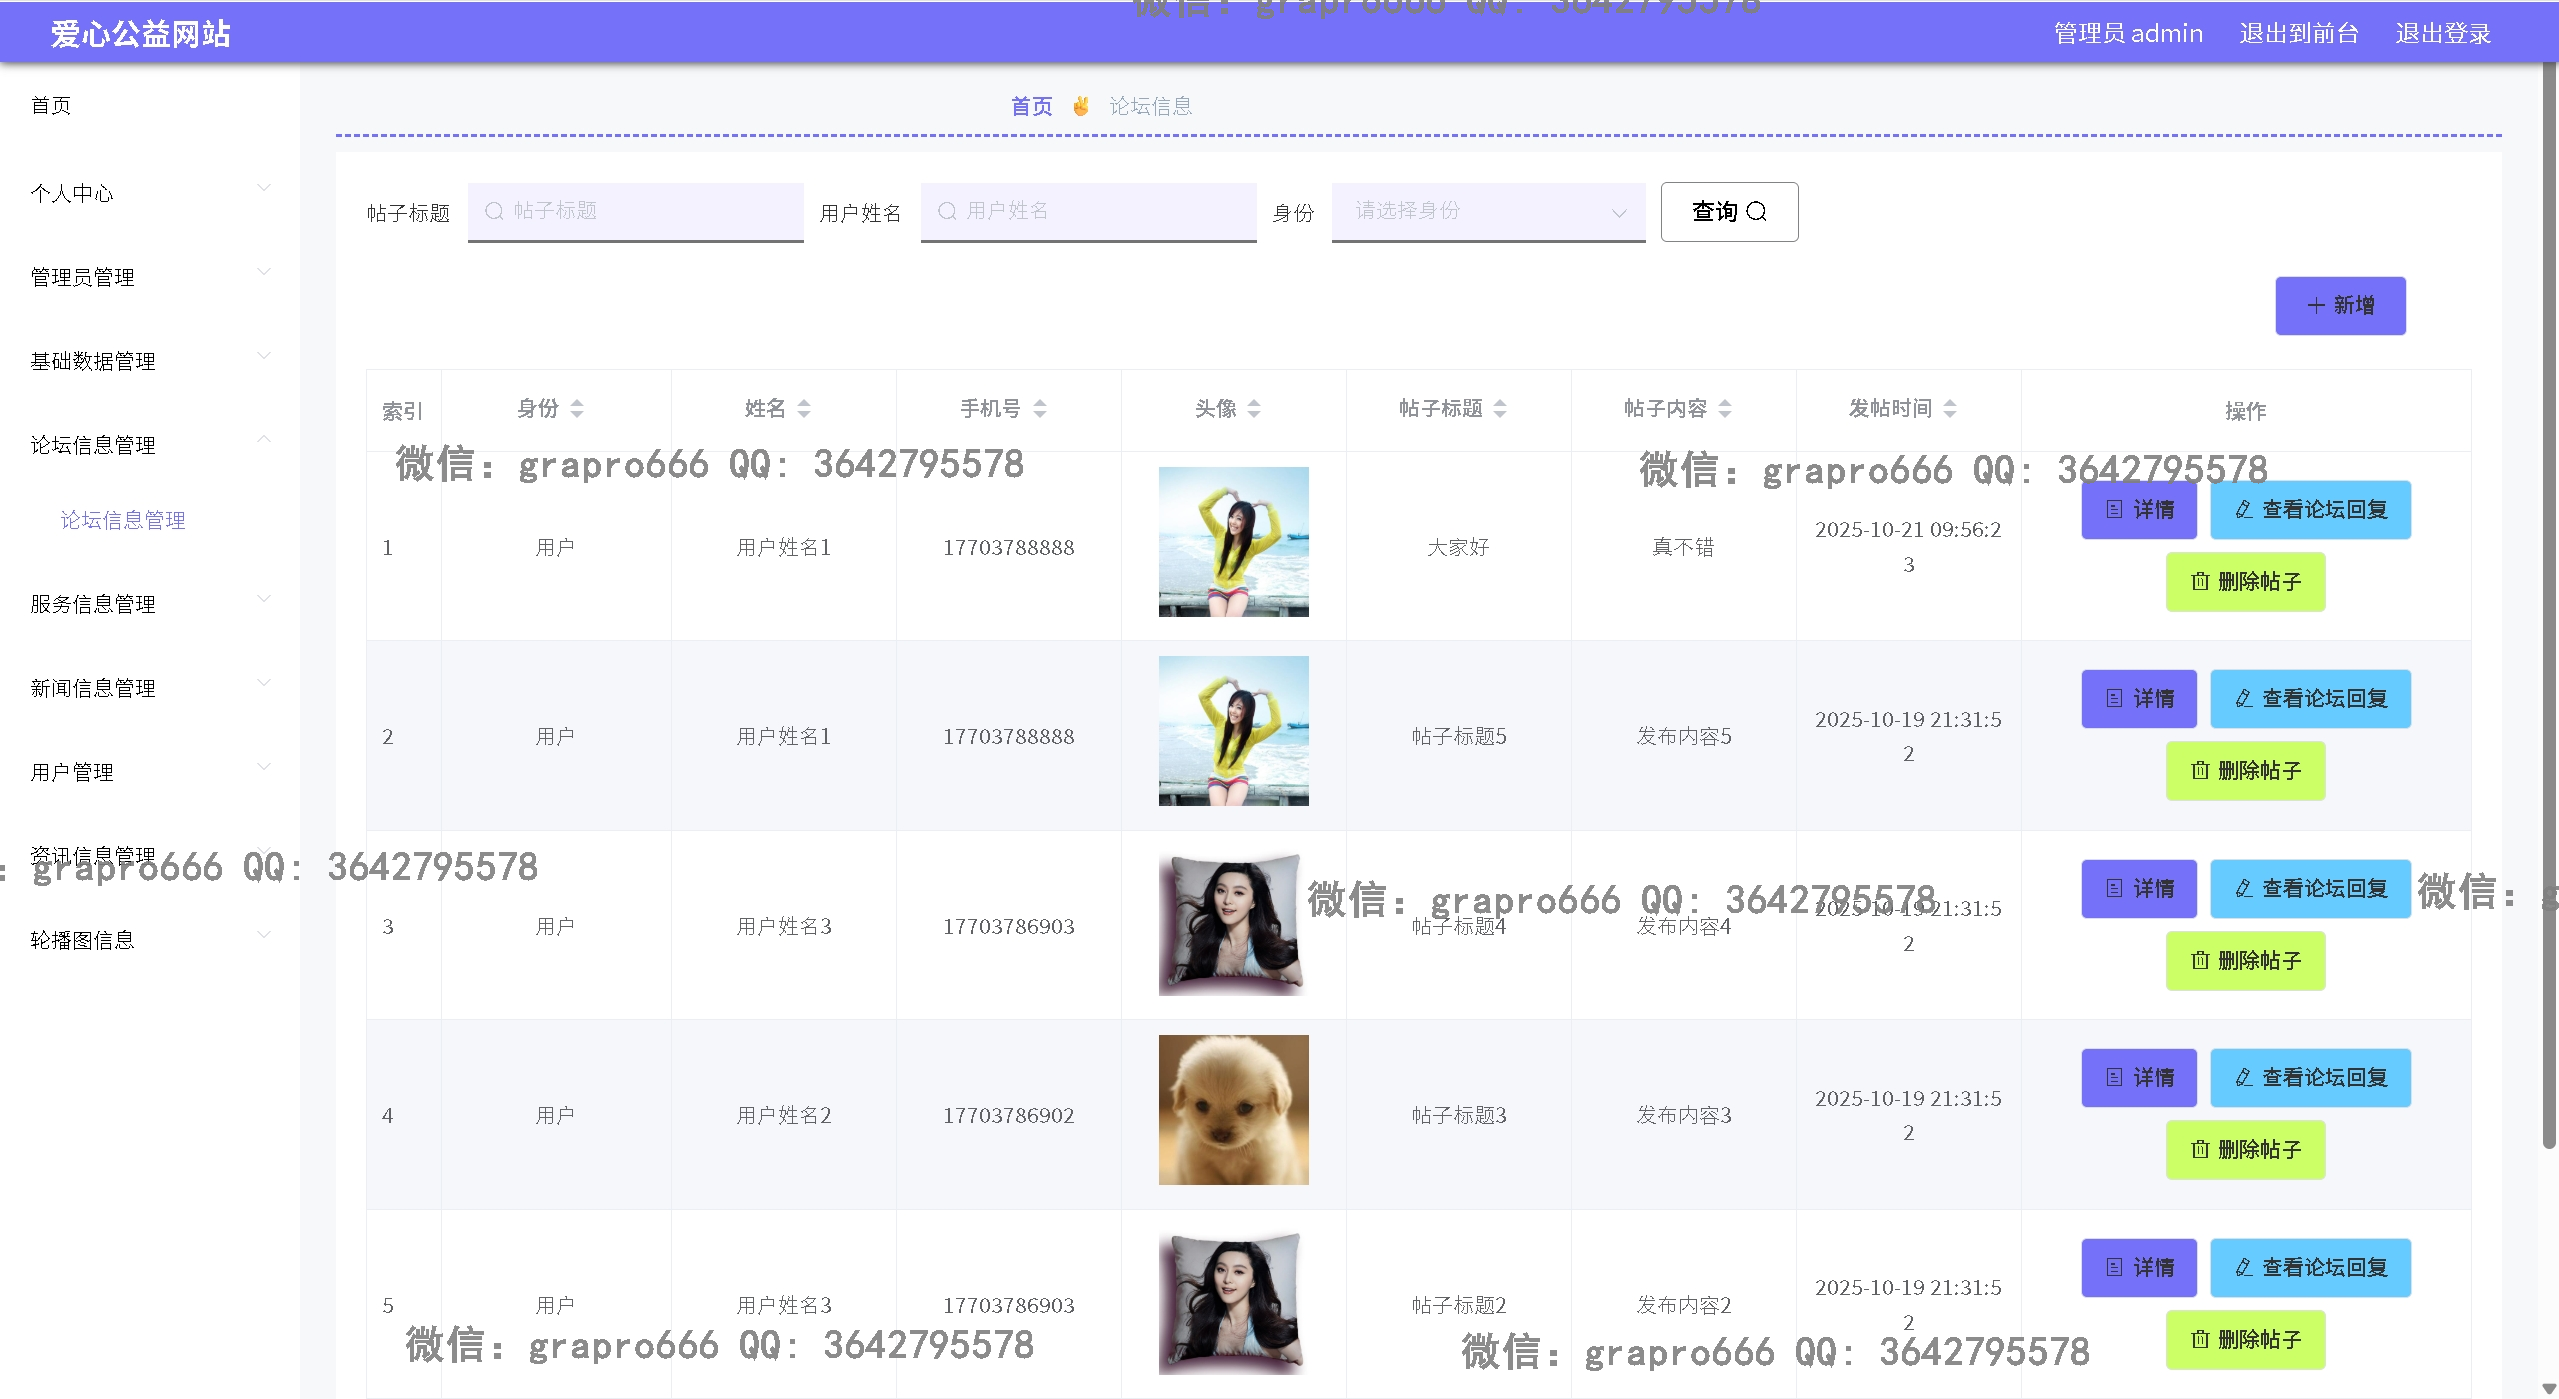 微信: grapro666 QQ: 3642795578
爱心公益网站
管理员 admin 退出到前台 退出登录
首页
个人中心
管理员管理
基础数据管理
论坛信息管理
论坛信息管理
服务信息管理
新闻信息管理
用户管理
资讯信息管理
轮播图信息
首页 论坛信息
帖子标题 帖子标题 用户姓名 用户姓名 身份 请选择身份 查询
新增
索引 身份 姓名 手机号 头像 帖子标题 帖子内容 发帖时间 操作
微信: grapro666 QQ: 3642795578
微信: grapro666 QQ: 3642795578
1 用户 用户姓名1 17703788888 大家好 真不错 2025-10-21 09:56:2
3
详情 查看论坛回复
删除帖子
2 用户 用户姓名1 17703788888 帖子标题5 发布内容5 2025-10-19 21:31:5
2
详情 查看论坛回复
删除帖子
: grapro666 QQ: 3642795578
微信: grapro666 QQ: 3642795578
微信: g
3 用户 用户姓名3 17703786903 帖子标题4 发布内容4 2025-10-19 21:31:5
2
详情 查看论坛回复
删除帖子
4 用户 用户姓名2 17703786902 帖子标题3 发布内容3 2025-10-19 21:31:5
2
详情 查看论坛回复
删除帖子
5 用户 用户姓名3 17703786903 帖子标题2 发布内容2 2025-10-19 21:31:5
2
详情 查看论坛回复
删除帖子
微信: grapro666 QQ: 3642795578
微信: grapro666 QQ: 3642795578